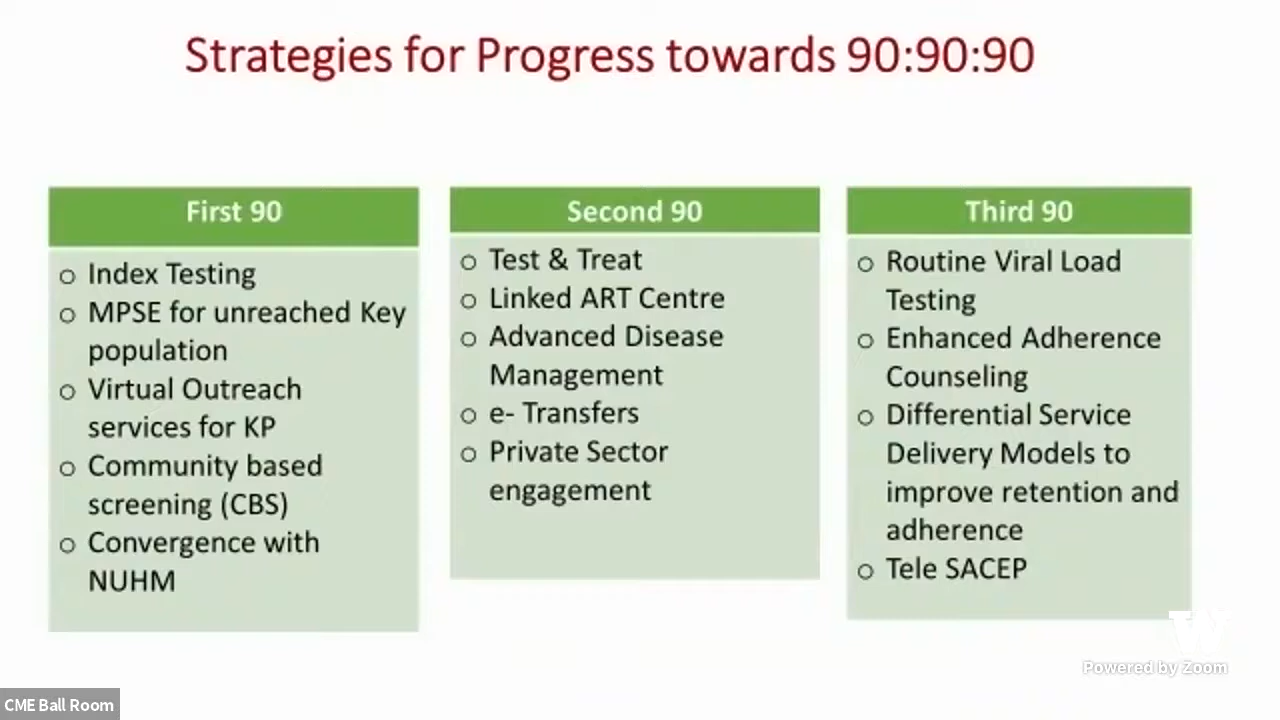 Strategies for Progress towards 90:90:90
First 90
o Index Testing
o MPSE for unreached Key
population
o Virtual Outreach
services for KP
o Community based
screening (CBS)
o Convergence with
NUHM
Second 90
o Test & Treat
o Linked ART Centre
o Advanced Disease
Management
o e- Transfers
o Private Sector
engagement
Third 90
o Routine Viral Load
Testing
o Enhanced Adherence
Counseling
o Differential Service
Delivery Models to
improve retention and
adherence
o Tele SACEP
W
Powered by Zoom
CME Ball Room